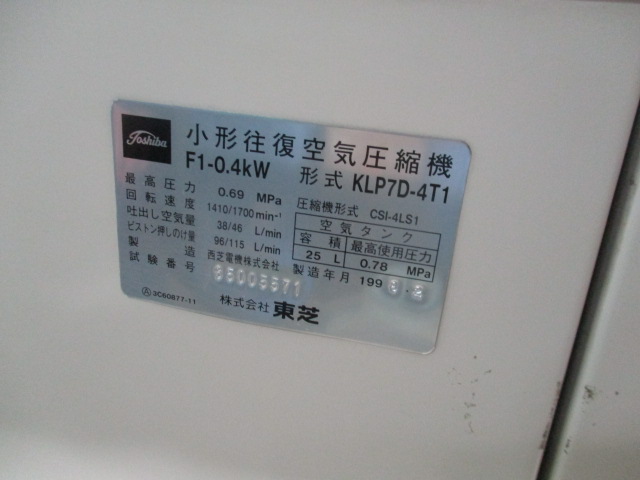 Toshiba
小形往復空気圧縮機
F1-0.4kW 形式 KLP7D-4T1
最高圧力 0.69 MPa
回転速度 1410/1700min⁻¹
吐出し空気量 38/46 L/min
ピストン押しのけ量 96/115 L/min
製造 西芝電機株式会社
試験番号
圧縮機形式 CSI-4LS1
空気タンク
容積 最高使用圧力
25 L 0.78 MPa
製造年月 199
Ⓐ 3C60877-11 株式会社 東芝